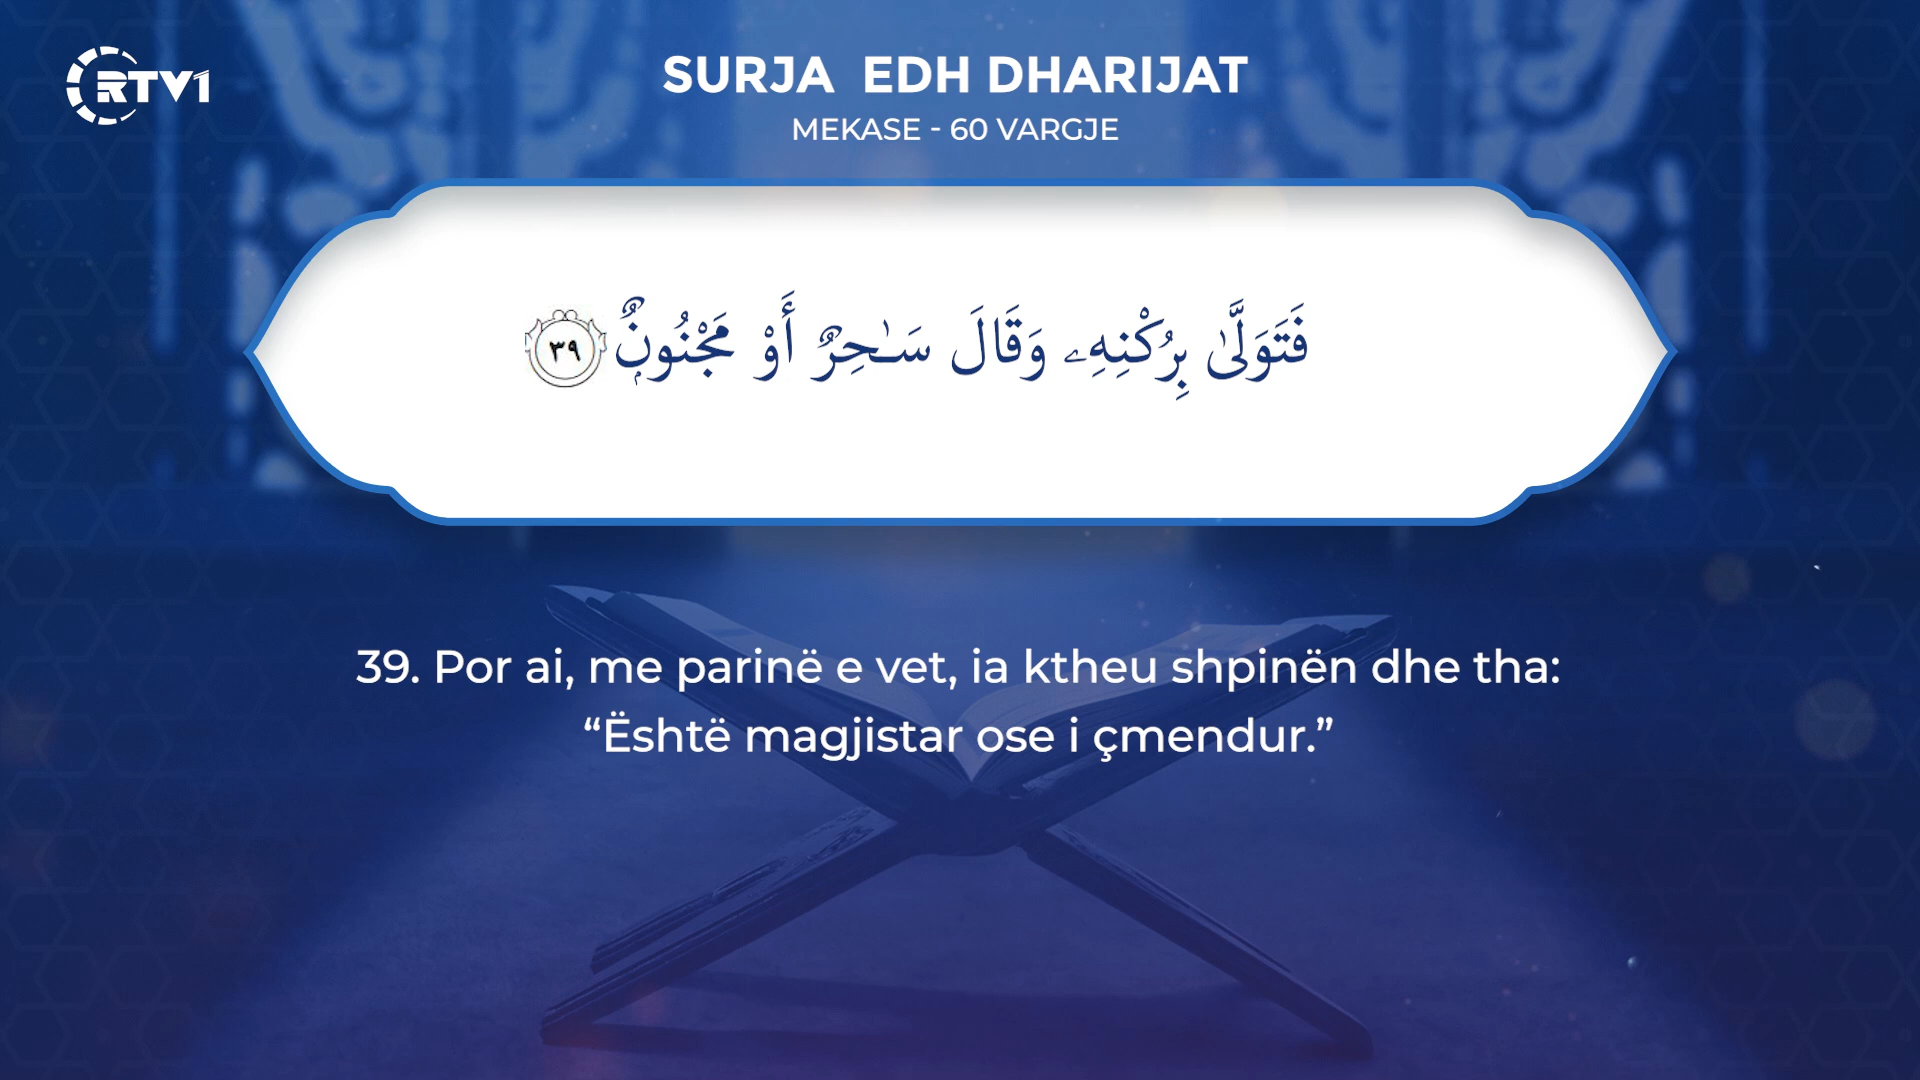 RTV1
SURJA EDH DHARIJAT
MEKASE - 60 VARGJE
فَتَوَلَّىٰ بِرُكْنِهِۦ وَقَالَ سَـٰحِرٌ أَوْ مَجْنُونٌۭ ٣٩
39. Por ai, me parinë e vet, ia ktheu shpinën dhe tha:
“Është magjistar ose i çmendur.”